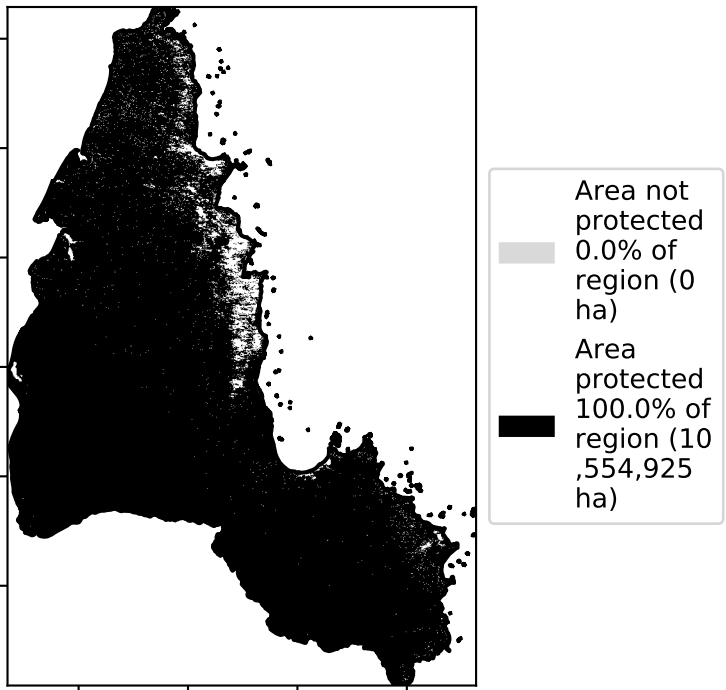 Area not
protected
0.0% of
region (0
ha)
Area
protected
100.0% of
region (10
,554,925
ha)